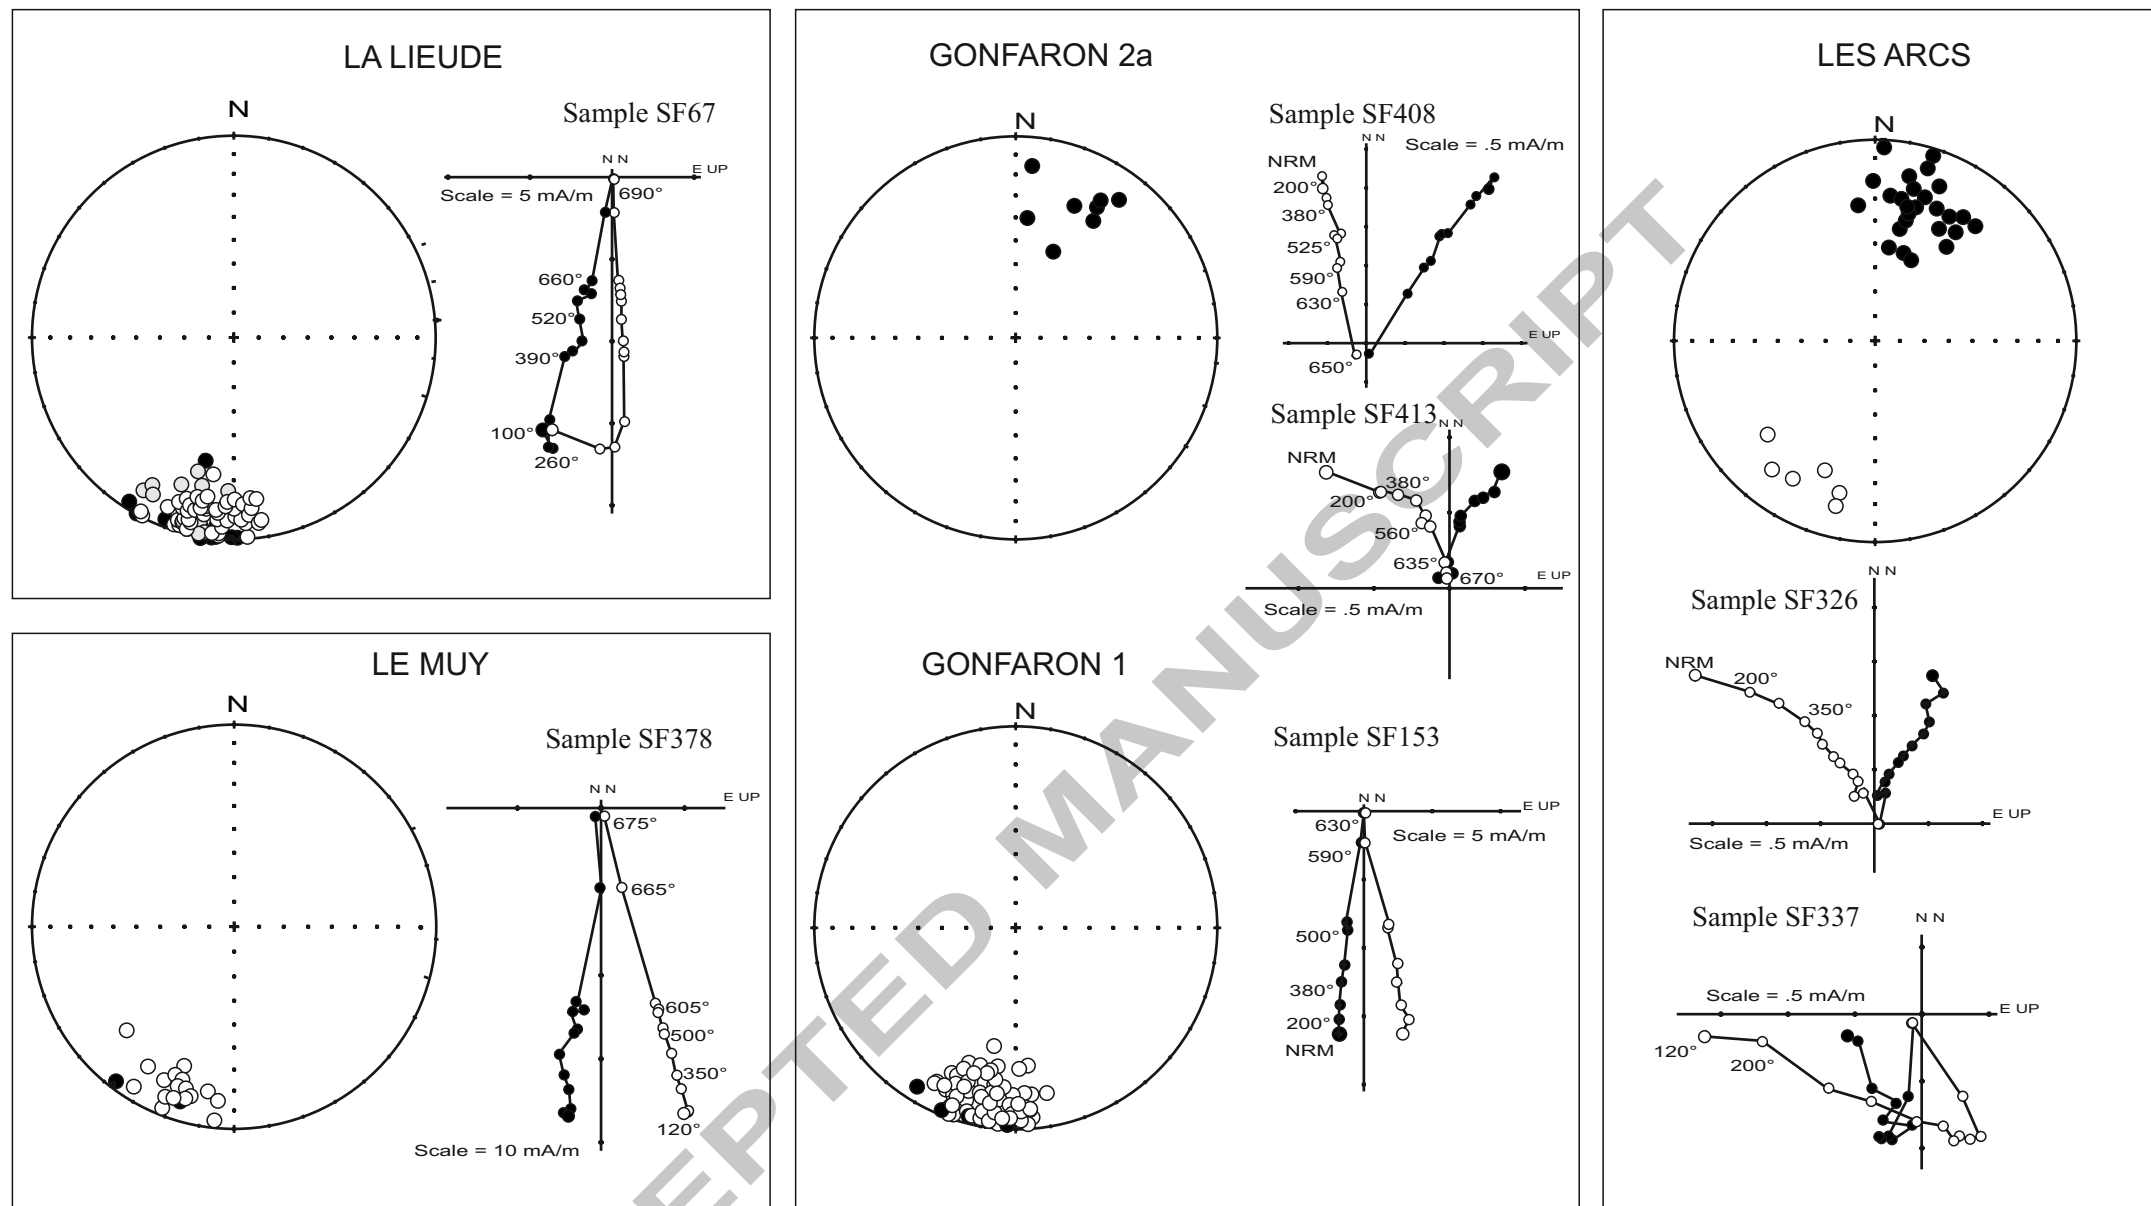 LA LIEUDE
N
Sample SF67
N N
E UP
Scale = 5 mA/m
690°
660°
520°
390°
100°
260°
LE MUY
N
Sample SF378
N N
E UP
675°
665°
605°
500°
350°
120°
Scale = 10 mA/m
GONFARON 2a
N
Sample SF408
N N
Scale = .5 mA/m
NRM
200°
380°
525°
590°
630°
E UP
650°
Sample SF413
N N
NRM
380°
200°
560°
635°
670°
E UP
Scale = .5 mA/m
GONFARON 1
N
Sample SF153
N N
E UP
630°
Scale = 5 mA/m
590°
500°
380°
200°
NRM
LES ARCS
N
N N
Sample SF326
NRM
200°
350°
E UP
Scale = .5 mA/m
Sample SF337
N N
Scale = .5 mA/m
E UP
120°
200°
EPTED MANUSCRIPT